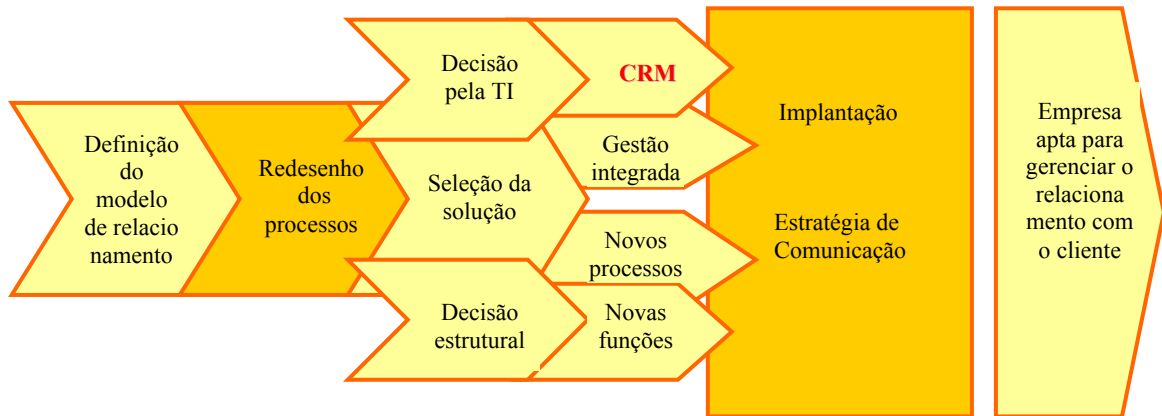 Definição
do
modelo
de relacio
namento
Redesenho
dos
processos
Decisão
pela TI
Seleção da
solução
Decisão
estrutural
CRM
Gestão
integrada
Novos
processos
Novas
funções
Implantação
Estratégia de
Comunicação
Empresa
apta para
gerenciar o
relaciona
mento com
o cliente